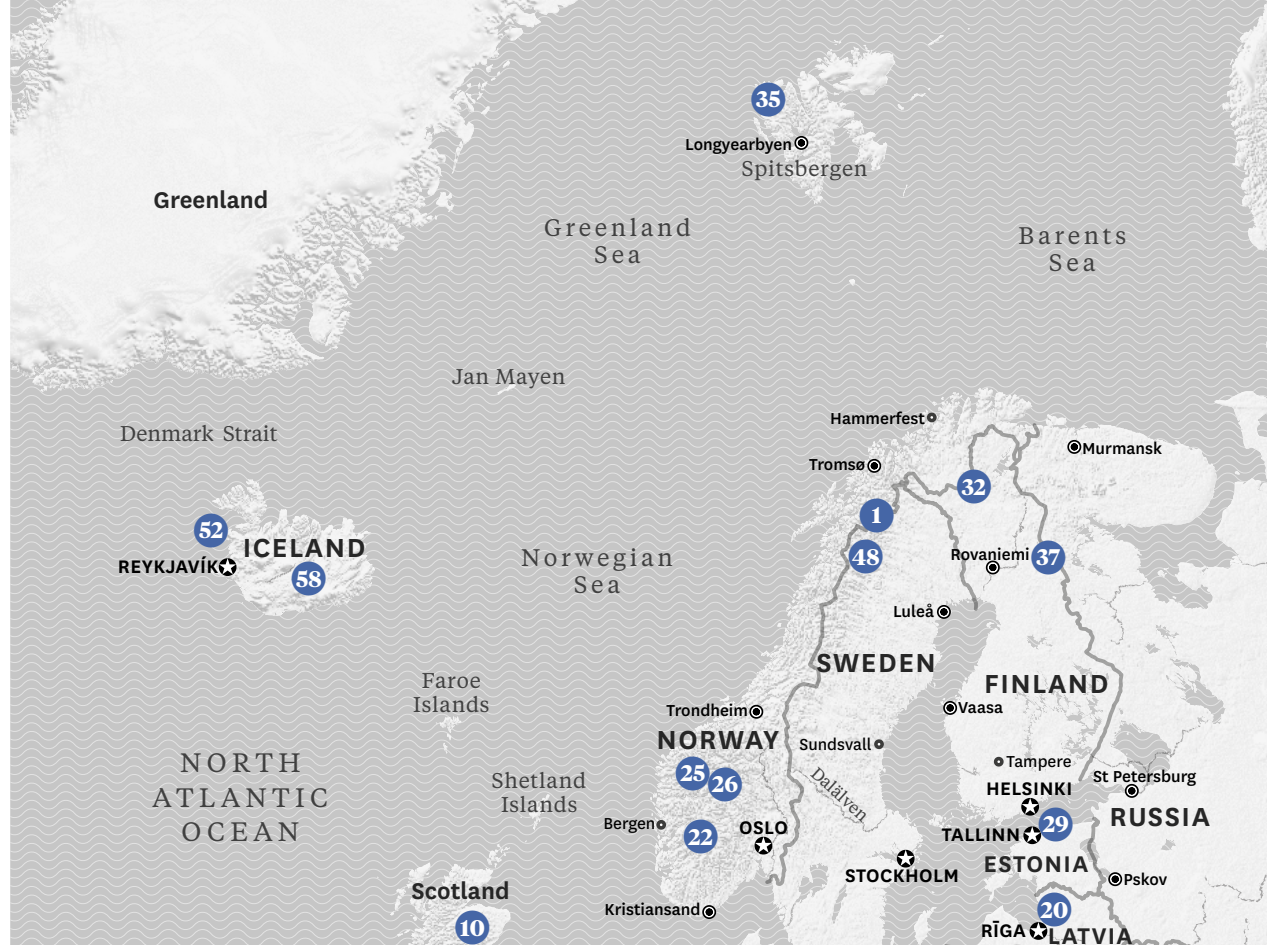 35
Longyearbyen
Spitsbergen
Greenland
Greenland
Sea
Barents
Sea
Jan Mayen
Denmark Strait
Hammerfest
Murmansk
Tromsø
32
1
52
ICELAND
REYKJAVÍK
58
Norwegian
Sea
48
Rovaniemi
37
Luleå
SWEDEN
FINLAND
Faroe
Islands
Trondheim
Vaasa
NORWAY
Sundsvall
Tampere
NORTH
ATLANTIC
OCEAN
25
26
Shetland
Islands
Dalälven
St Petersburg
HELSINKI
RUSSIA
Bergen
22
OSLO
TALLINN
29
ESTONIA
STOCKHOLM
Pskov
Scotland
10
Kristiansand
20
RĪGA
LATVIA